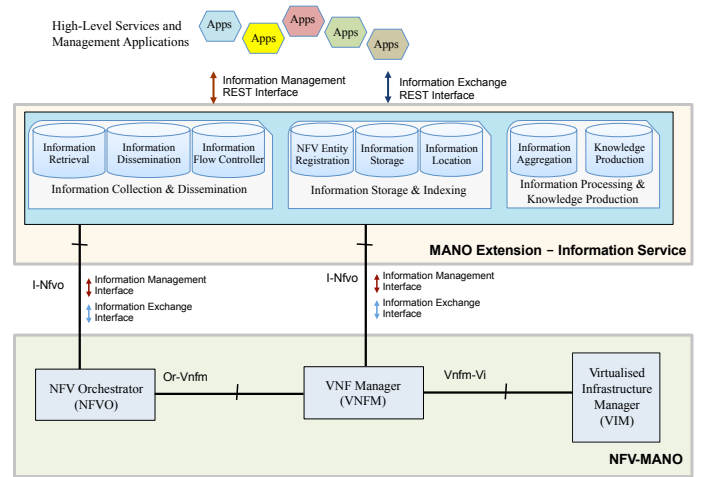 High-Level Services and
Management Applications
Apps
Apps
Apps
Apps
Apps
Information Management
REST Interface
Information Exchange
REST Interface
Information
Retrieval
Information
Dissemination
Information
Flow Controller
Information Collection & Dissemination
NFV Entity
Registration
Information
Storage
Information
Location
Information Storage & Indexing
Information
Aggregation
Knowledge
Production
Information Processing &
Knowledge Production
MANO Extension – Information Service
I-Nfvo
Information Management
Interface
Information Exchange
Interface
I-Nfvo
Information Management
Interface
Information Exchange
Interface
NFV Orchestrator
(NFVO)
Or-Vnfm
VNF Manager
(VNFM)
Vnfm-Vi
Virtualised
Infrastructure
Manager
(VIM)
NFV-MANO